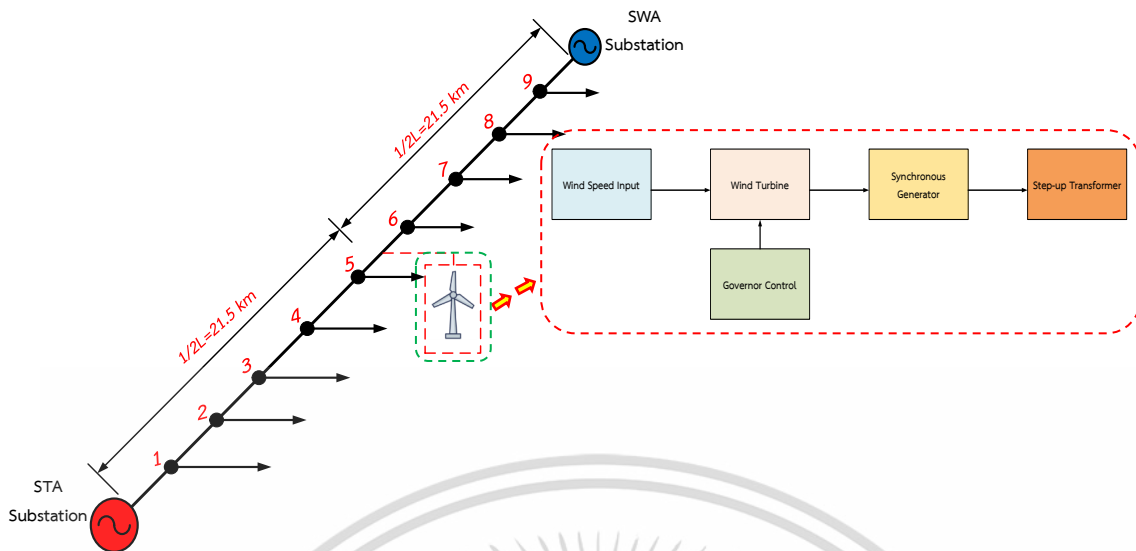 SWA
Substation
9
8
7
6
5
4
3
2
1
1/2L=21.5 km
1/2L=21.5 km
STA
Substation
Wind Speed Input
Wind Turbine
Synchronous
Generator
Step-up Transformer
Governor Control